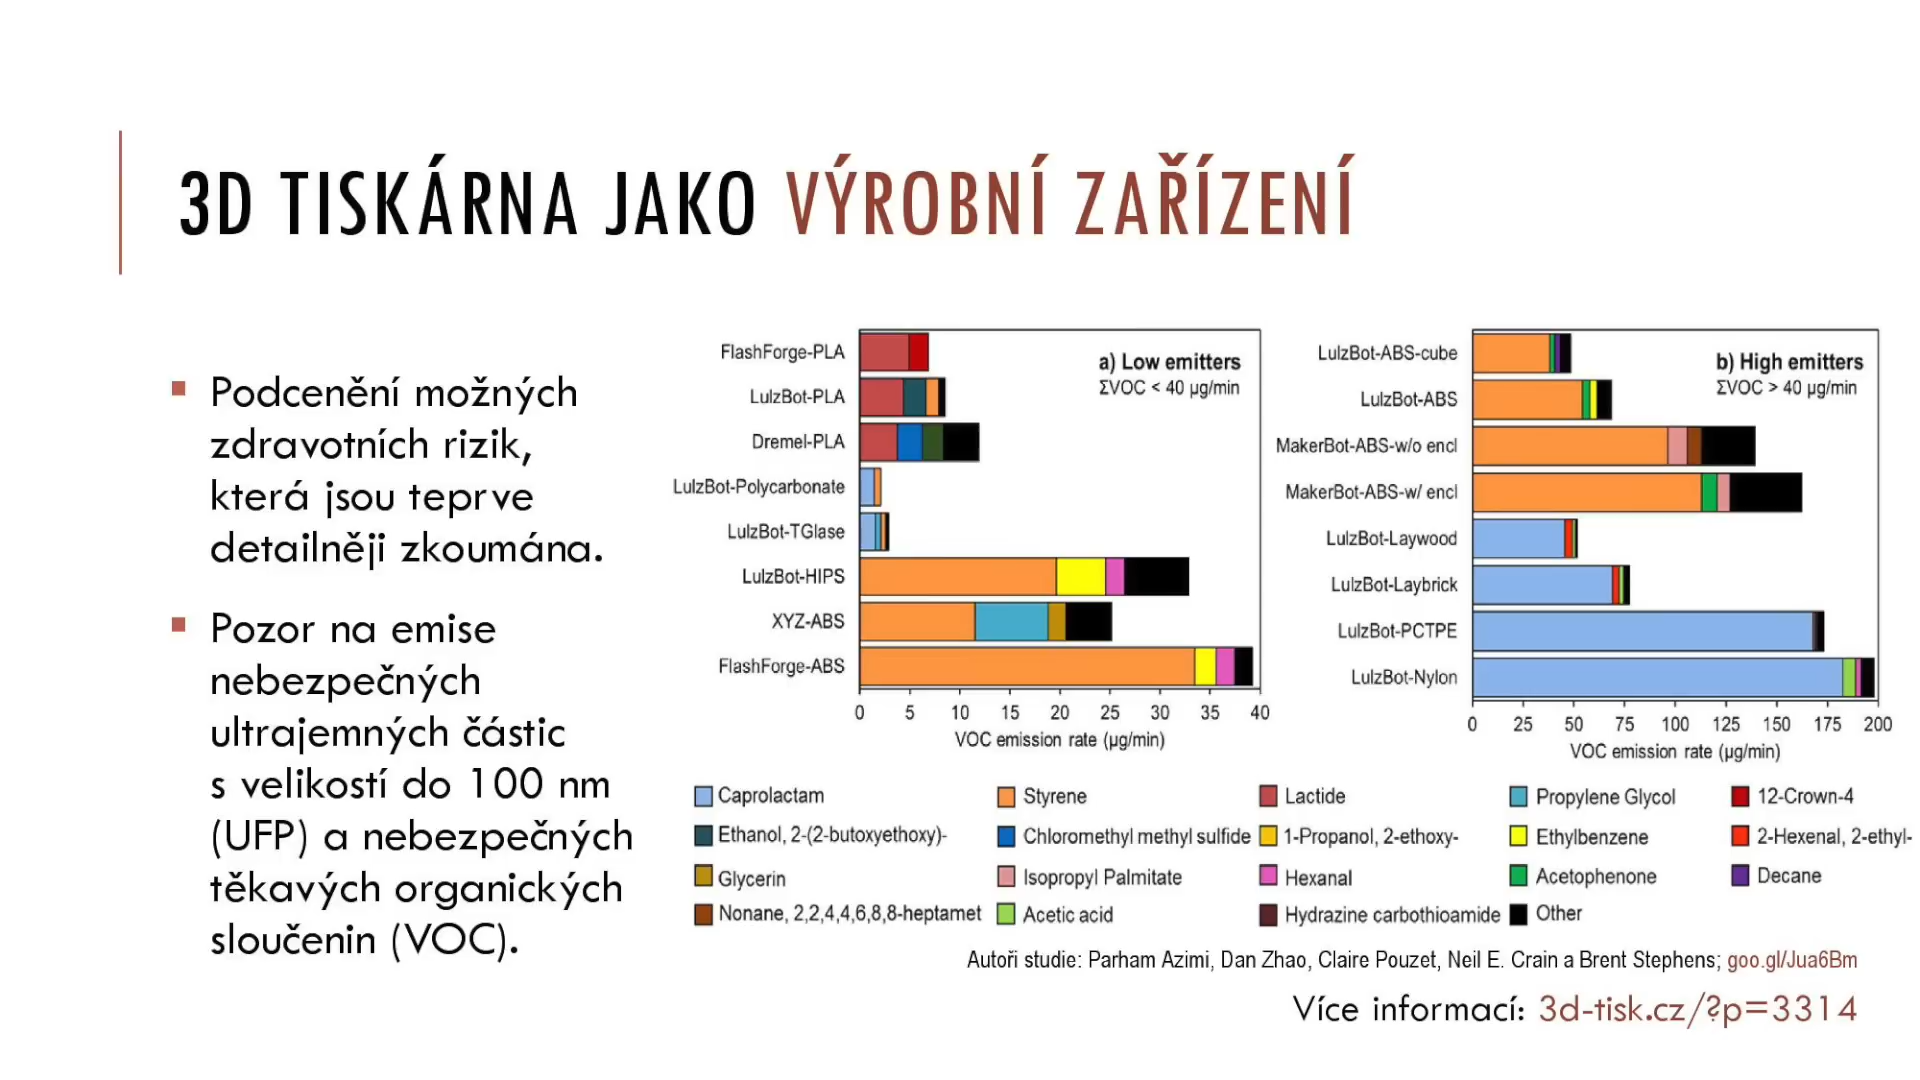 3D TISKÁRNA JAKO VÝROBNÍ ZAŘÍZENÍ
Podcenění možných
zdravotních rizik,
která jsou teprve
detailněji zkoumána.
Pozor na emise
nebezpečných
ultrajemných částic
s velikostí do 100 nm
(UFP) a nebezpečných
těkavých organických
sloučenin (VOC).
a) Low emitters
ΣVOC < 40 µg/min
FlashForge-PLA
LulzBot-PLA
Dremel-PLA
LulzBot-Polycarbonate
LulzBot-TGlase
LulzBot-HIPS
XYZ-ABS
FlashForge-ABS
0 5 10 15 20 25 30 35 40
VOC emission rate (µg/min)
b) High emitters
ΣVOC > 40 µg/min
LulzBot-ABS-cube
LulzBot-ABS
MakerBot-ABS-w/o encl
MakerBot-ABS-w/ encl
LulzBot-Laywood
LulzBot-Laybrick
LulzBot-PCTPE
LulzBot-Nylon
0 25 50 75 100 125 150 175 200
VOC emission rate (µg/min)
Caprolactam Styrene Lactide Propylene Glycol 12-Crown-4
Ethanol, 2-(2-butoxyethoxy)- Chloromethyl methyl sulfide 1-Propanol, 2-ethoxy- Ethylbenzene 2-Hexenal, 2-ethyl-
Glycerin Isopropyl Palmitate Hexanal Acetophenone Decane
Nonane, 2,2,4,4,6,8,8-heptamet Acetic acid Hydrazine carbothioamide Other
Autoři studie: Parham Azimi, Dan Zhao, Claire Pouzet, Neil E. Crain a Brent Stephens; goo.gl/Jua6Bm
Více informací: 3d-tisk.cz/?p=3314